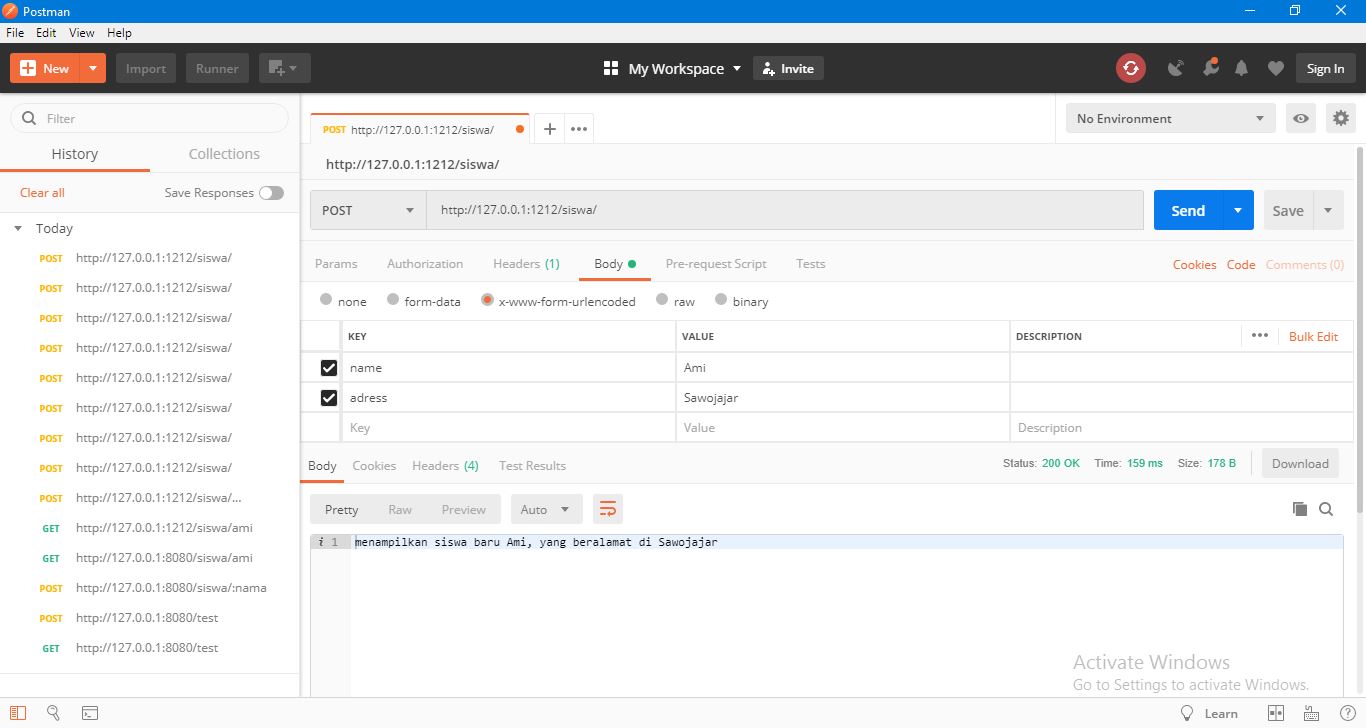 Postman
File Edit View Help
New Import Runner My Workspace Invite Sign In
Filter
History Collections
Clear all Save Responses
Today
POST http://127.0.0.1:1212/siswa/
POST http://127.0.0.1:1212/siswa/
POST http://127.0.0.1:1212/siswa/
POST http://127.0.0.1:1212/siswa/
POST http://127.0.0.1:1212/siswa/
POST http://127.0.0.1:1212/siswa/
POST http://127.0.0.1:1212/siswa/
POST http://127.0.0.1:1212/siswa/
POST http://127.0.0.1:1212/siswa/...
GET http://127.0.0.1:1212/siswa/ami
GET http://127.0.0.1:8080/siswa/ami
POST http://127.0.0.1:8080/siswa/:nama
POST http://127.0.0.1:8080/test
GET http://127.0.0.1:8080/test
POST http://127.0.0.1:1212/siswa/
No Environment
http://127.0.0.1:1212/siswa/
POST http://127.0.0.1:1212/siswa/ Send Save
Params Authorization Headers (1) Body Pre-request Script Tests Cookies Code Comments (0)
none form-data x-www-form-urlencoded raw binary
KEY VALUE DESCRIPTION ••• Bulk Edit
name Ami
adress Sawojajar
Key Value Description
Body Cookies Headers (4) Test Results Status: 200 OK Time: 159 ms Size: 178 B Download
Pretty Raw Preview Auto
i 1 menampilkan siswa baru Ami, yang beralamat di Sawojajar
Activate Windows
Go to Settings to activate Windows.
Learn